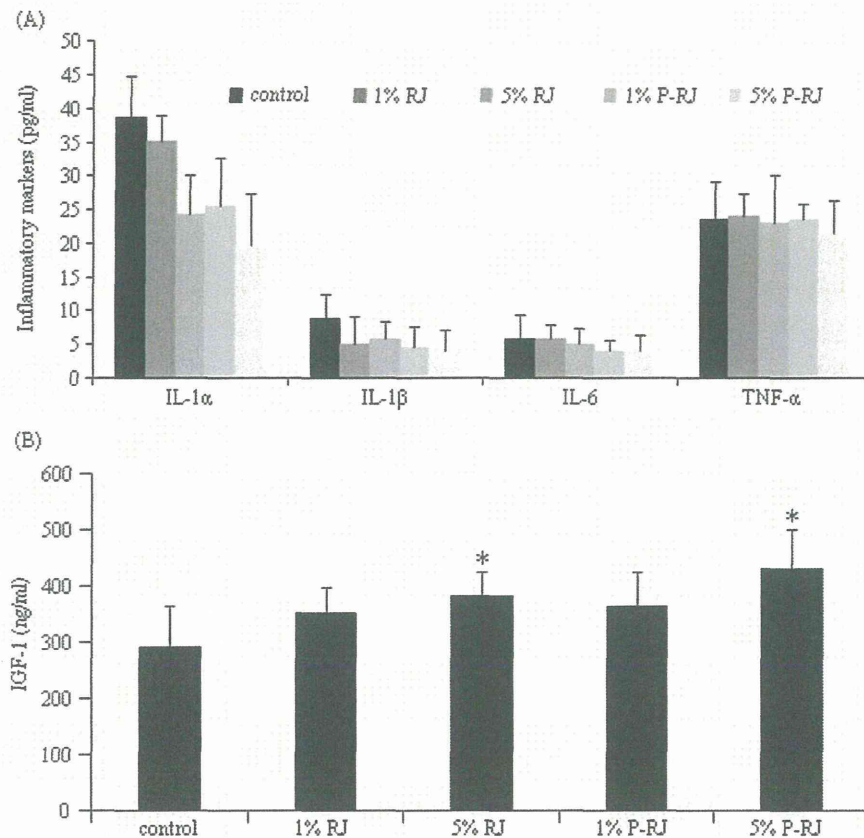 (A)
Inflammatory markers (pg/ml)
50
45
40
35
30
25
20
15
10
5
0
control 1% RJ 5% RJ 1% P-RJ 5% P-RJ
IL-1α IL-1β IL-6 TNF-α
(B)
IGF-1 (ng/ml)
600
500
400
300
200
100
0
* *
control 1% RJ 5% RJ 1% P-RJ 5% P-RJ